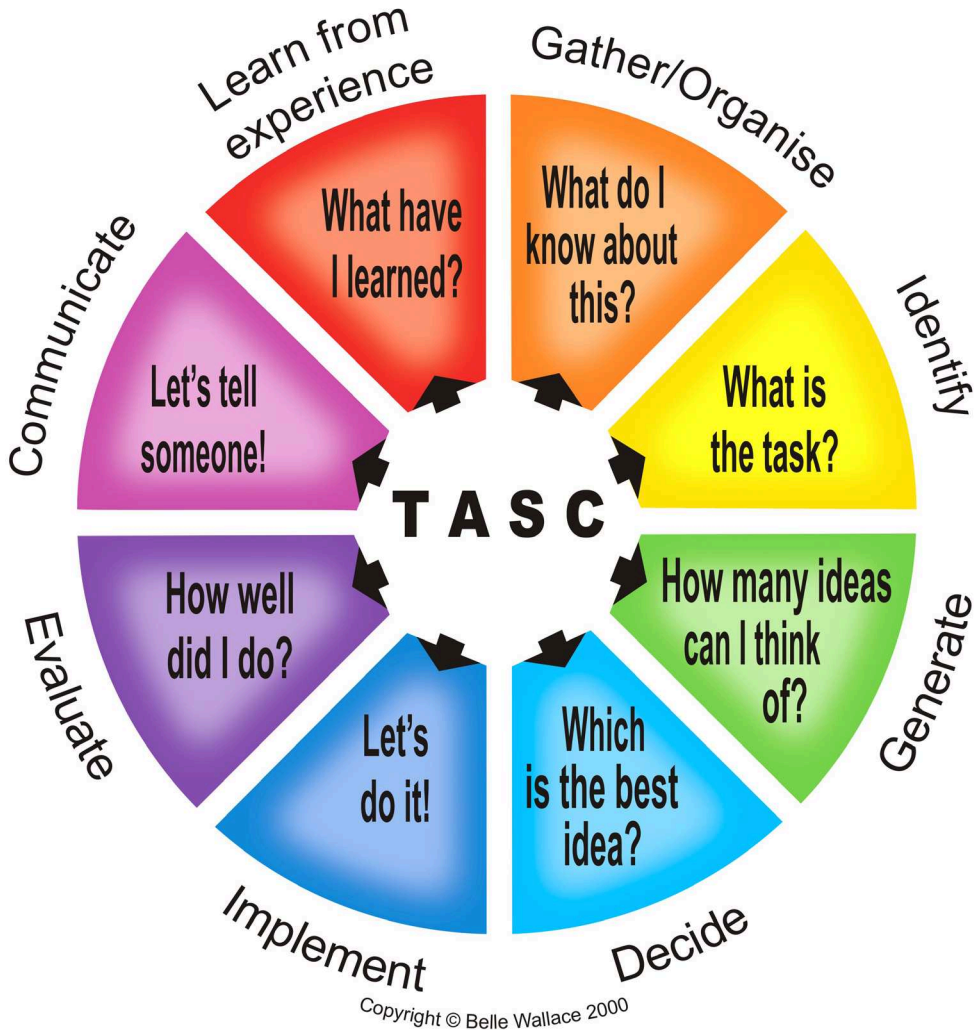 Gather/Organise
What do I
know about
this?
Identify
What is
the task?
Generate
How many ideas
can I think
of?
Decide
Which
is the best
idea?
Implement
Let's
do it!
Evaluate
How well
did I do?
Communicate
Let's tell
someone!
Learn from
experience
What have
I learned?
TASC
Copyright © Belle Wallace 2000